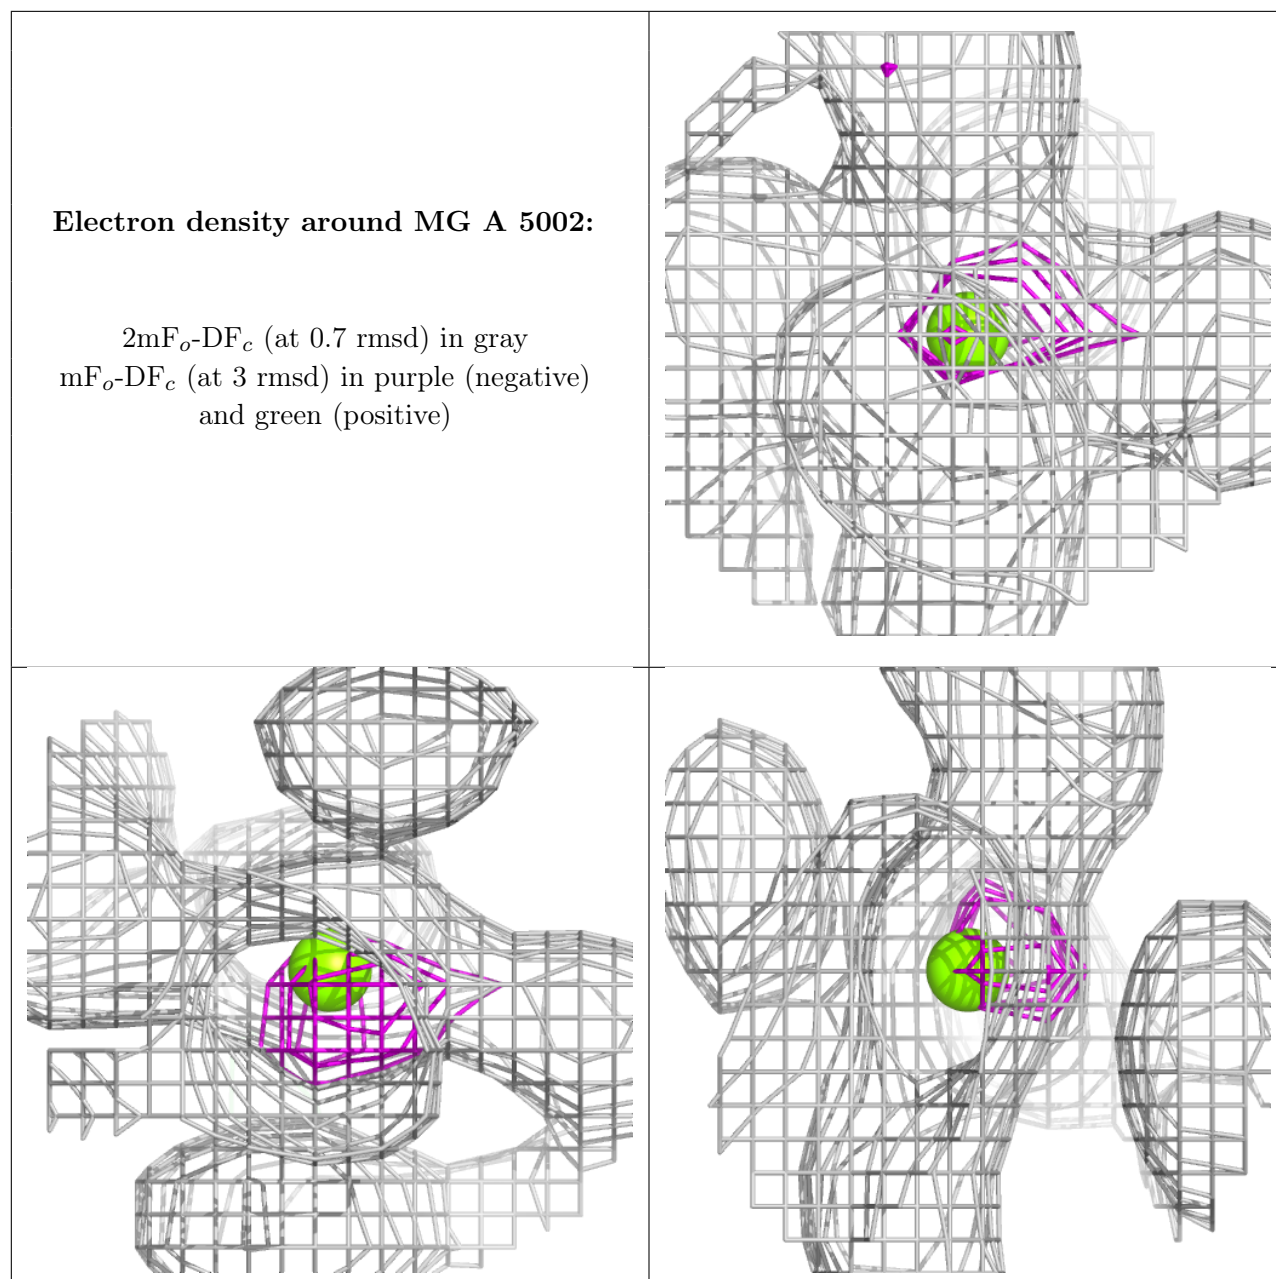 Electron density around MG A 5002:
2mFo-DFc (at 0.7 rmsd) in gray
mFo-DFc (at 3 rmsd) in purple (negative)
and green (positive)